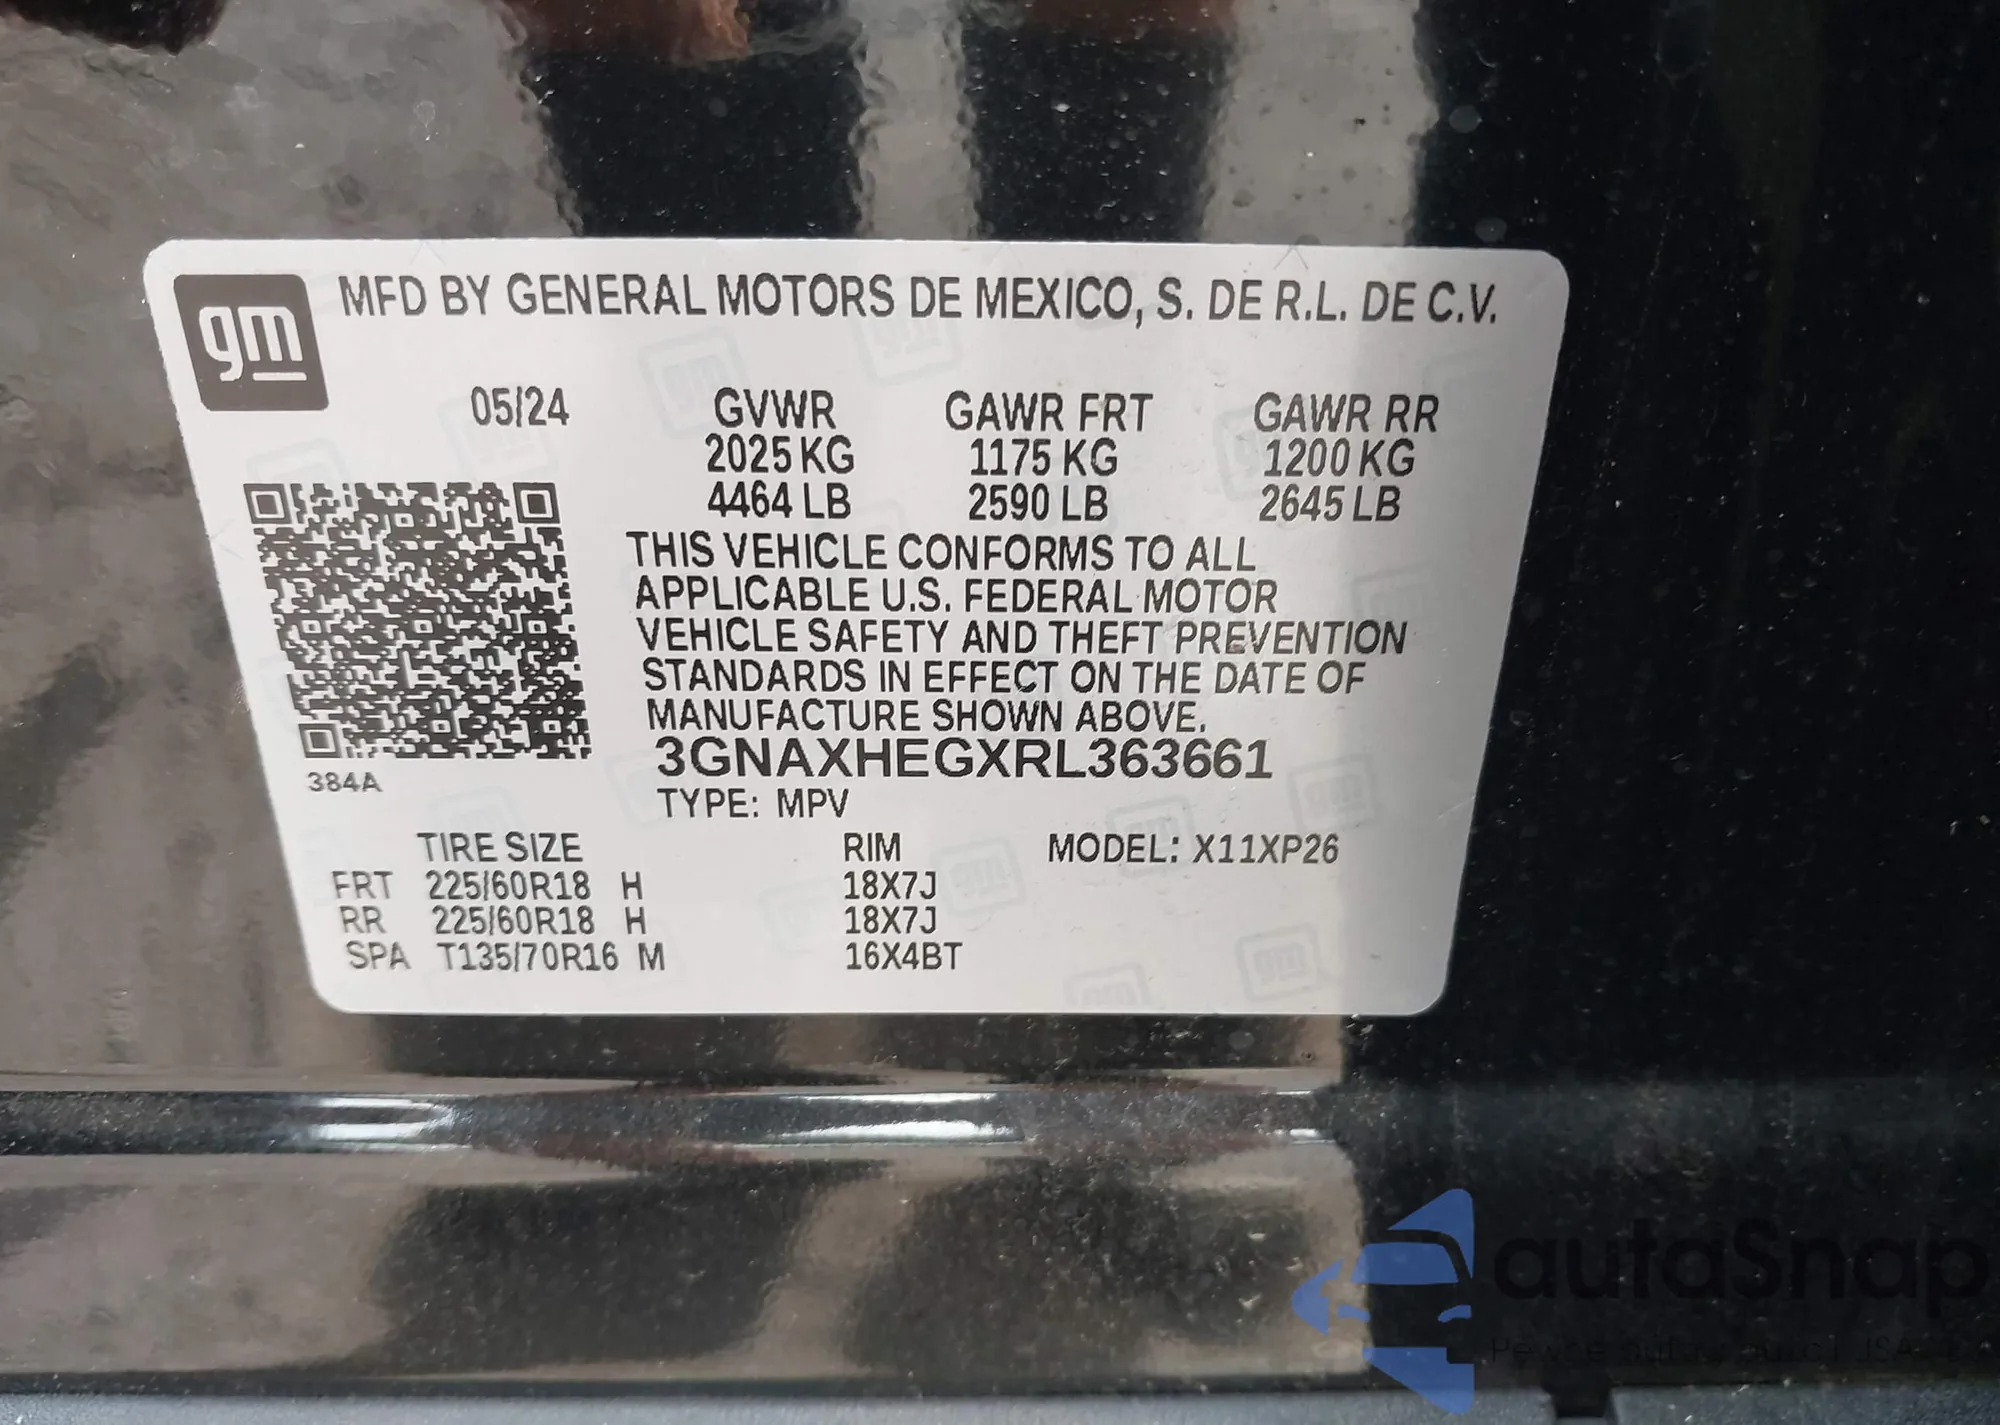 gm MFD BY GENERAL MOTORS DE MEXICO, S. DE R.L. DE C.V.
05/24 GVWR GAWR FRT GAWR RR
2025 KG 1175 KG 1200 KG
4464 LB 2590 LB 2645 LB
THIS VEHICLE CONFORMS TO ALL
APPLICABLE U.S. FEDERAL MOTOR
VEHICLE SAFETY AND THEFT PREVENTION
STANDARDS IN EFFECT ON THE DATE OF
MANUFACTURE SHOWN ABOVE.
3GNAXHEGXRL363661
384A
TYPE: MPV
TIRE SIZE RIM MODEL: X11XP26
FRT 225/60R18 H 18X7J
RR 225/60R18 H 18X7J
SPA T135/70R16 M 16X4BT
autoSnap